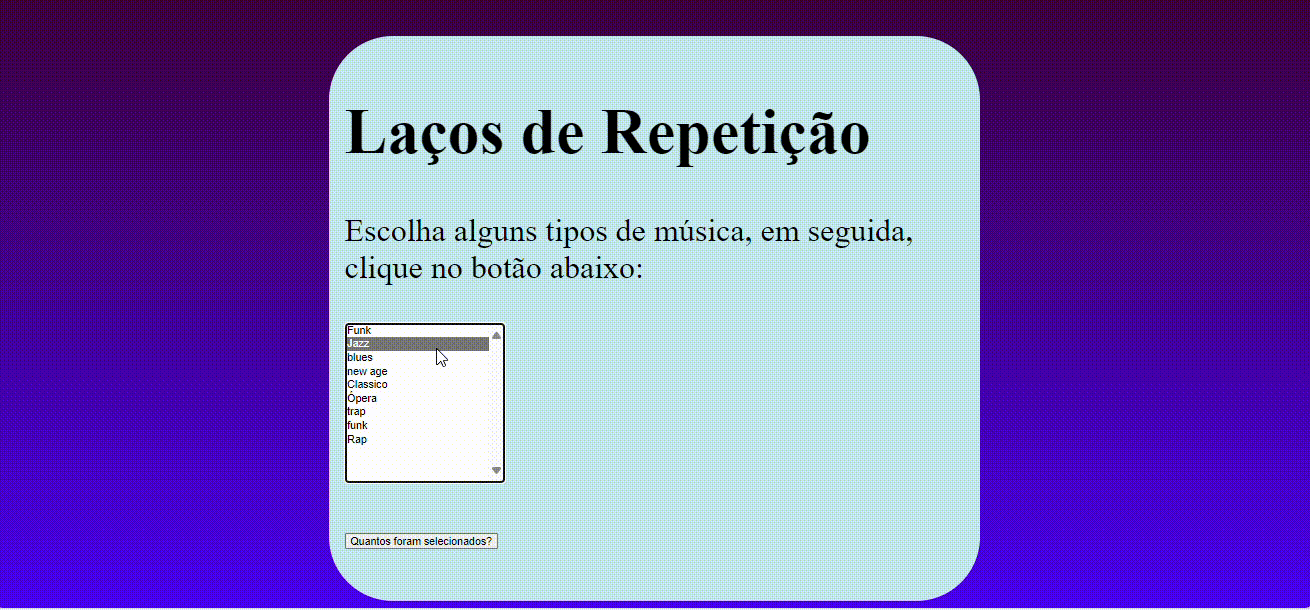 Laços de Repetição
Escolha alguns tipos de música, em seguida,
clique no botão abaixo:
Funk
Jazz
blues
new age
Classico
Ópera
trap
funk
Rap
Quantos foram selecionados?